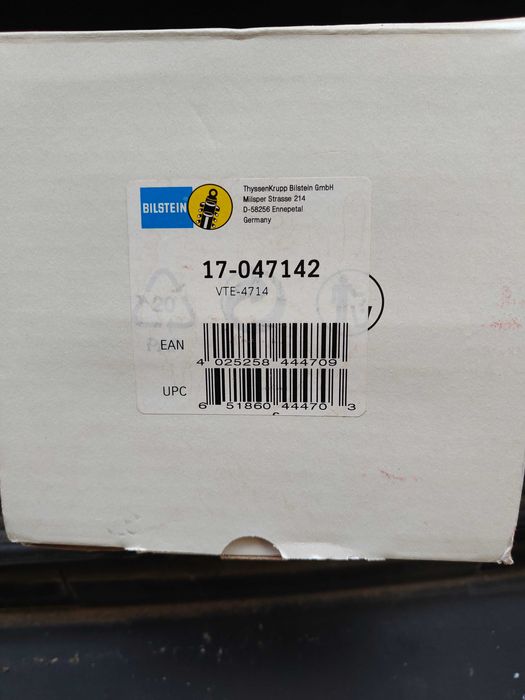 BILSTEIN
ThyssenKrupp Bilstein GmbH
Milsper Strasse 214
D-58256 Ennepetal
Germany
17-047142
VTE-4714
20
EAN
4 025258 444709
UPC
6 51860 44470 3